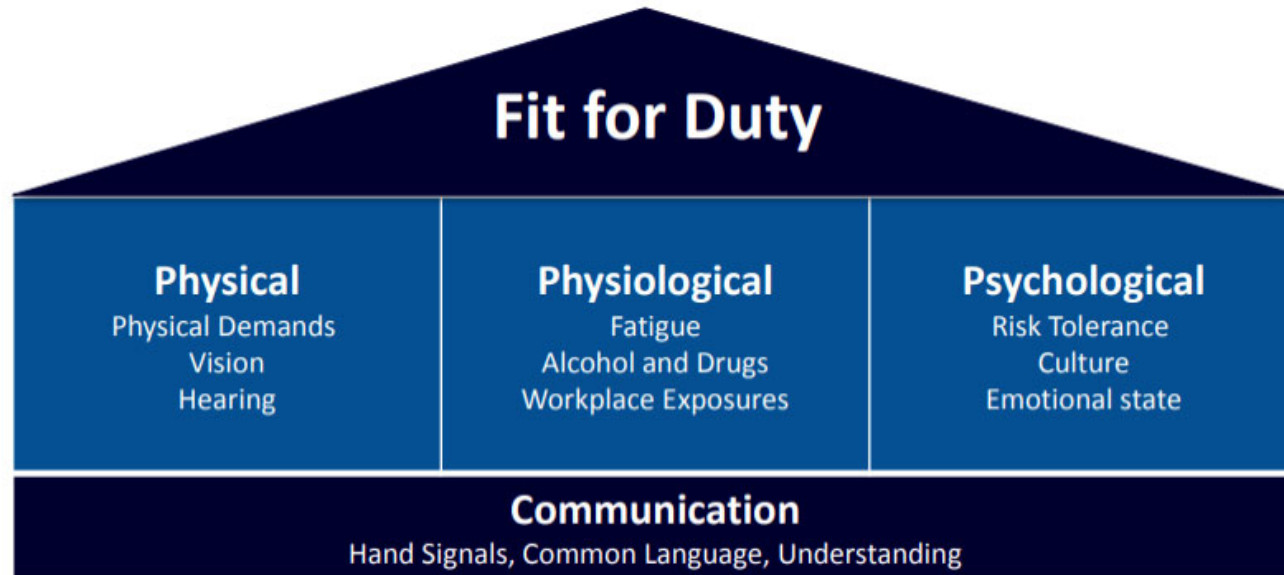 Fit for Duty
Physical
Physical Demands
Vision
Hearing
Physiological
Fatigue
Alcohol and Drugs
Workplace Exposures
Psychological
Risk Tolerance
Culture
Emotional state
Communication
Hand Signals, Common Language, Understanding